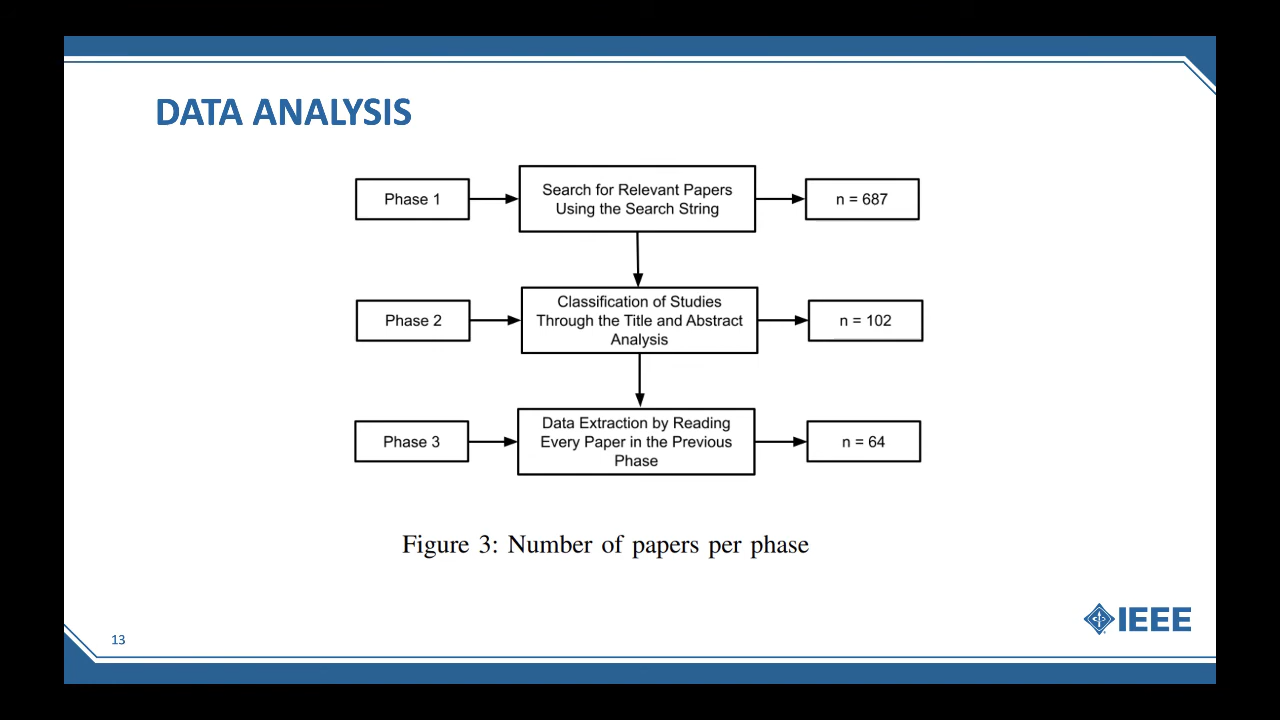 DATA ANALYSIS
Phase 1
Search for Relevant Papers
Using the Search String
n = 687
Phase 2
Classification of Studies
Through the Title and Abstract
Analysis
n = 102
Phase 3
Data Extraction by Reading
Every Paper in the Previous
Phase
n = 64
Figure 3: Number of papers per phase
13
IEEE